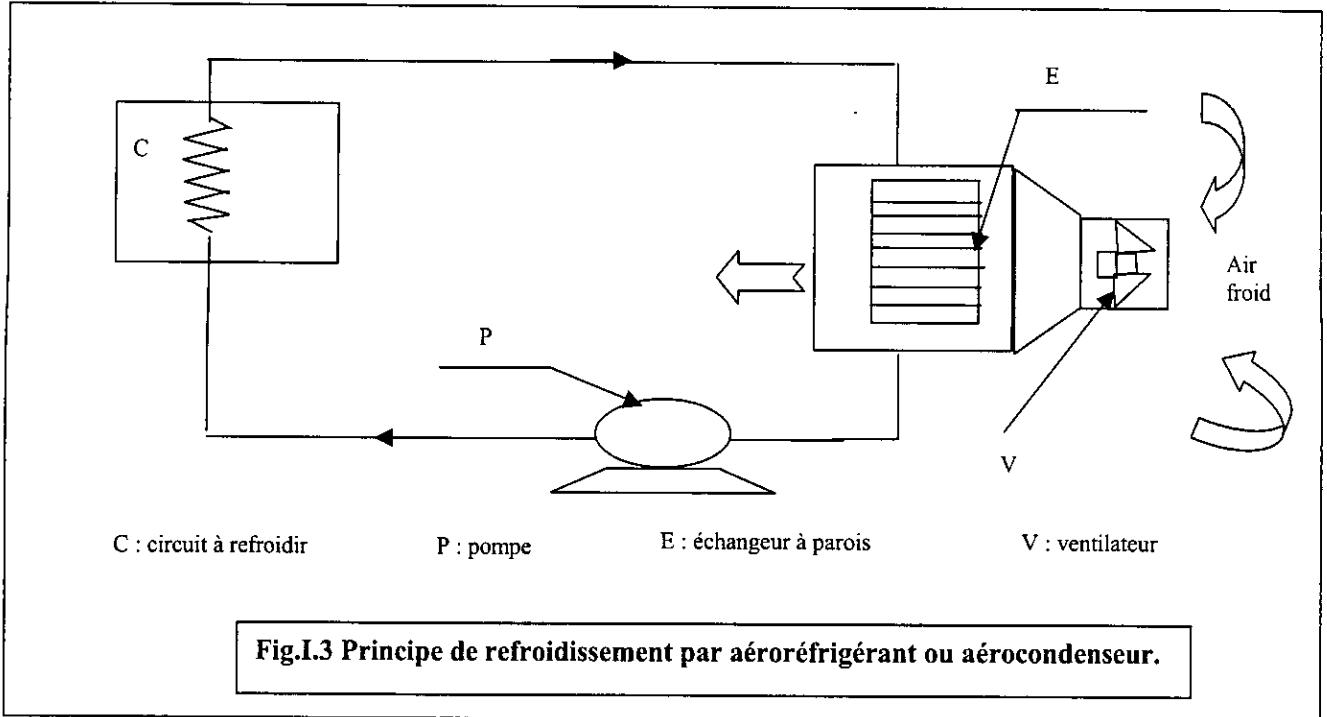 E
C
Air
froid
P
V
C : circuit à refroidir P : pompe E : échangeur à parois V : ventilateur
Fig.I.3 Principe de refroidissement par aéroréfrigérant ou aérocondenseur.